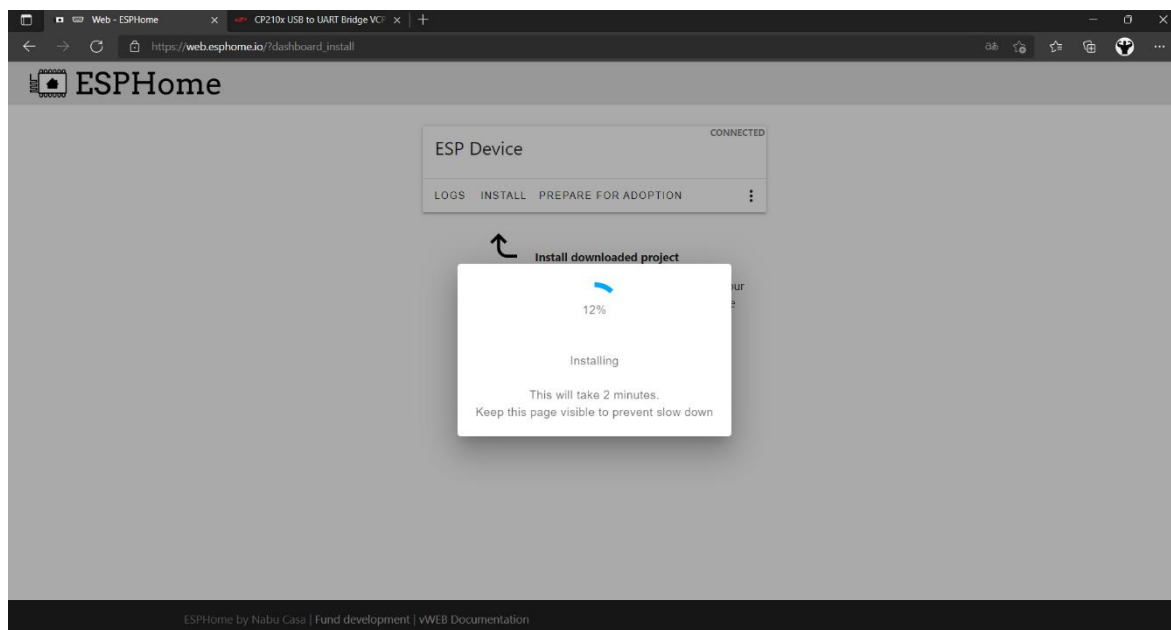 Web - ESPHome
CP210x USB to UART Bridge VCP
https://web.esphome.io/?dashboard_install
ESPHome
CONNECTED
ESP Device
LOGS INSTALL PREPARE FOR ADOPTION
Install downloaded project
12%
Installing
This will take 2 minutes.
Keep this page visible to prevent slow down
ESPHome by Nabu Casa | Fund development | vWEB Documentation